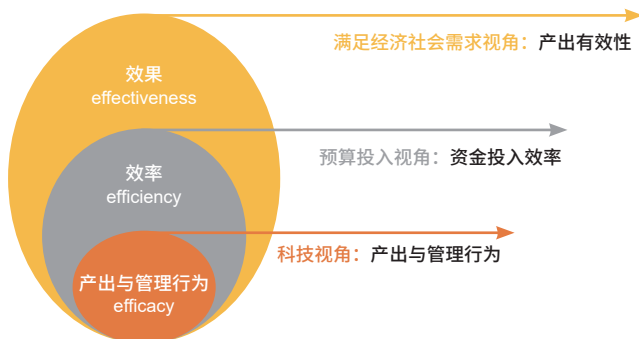 满足经济社会需求视角：产出有效性
效果
effectiveness
预算投入视角：资金投入效率
效率
efficiency
科技视角：产出与管理行为
产出与管理行为
efficacy